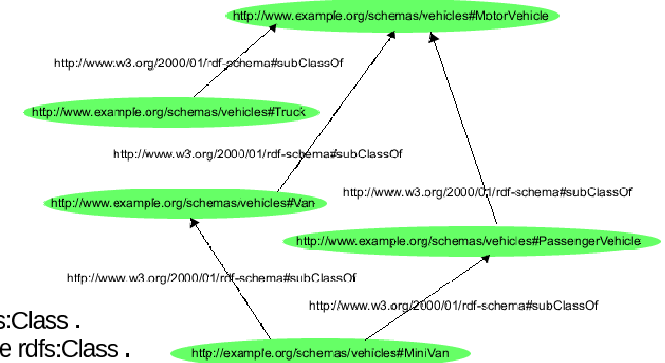 http://www.example.org/schemas/vehicles#MotorVehicle
http://www.w3.org/2000/01/rdf-schema#subClassOf
http://www.example.org/schemas/vehicles#Truck
http://www.w3.org/2000/01/rdf-schema#subClassOf
http://www.w3.org/2000/01/rdf-schema#subClassOf
http://www.example.org/schemas/vehicles#Van
http://www.example.org/schemas/vehicles#PassengerVehicle
http://www.w3.org/2000/01/rdf-schema#subClassOf
http://www.w3.org/2000/01/rdf-schema#subClassOf
s:Class .
e rdfs:Class .
http://example.org/schemas/vehicles#MiniVan